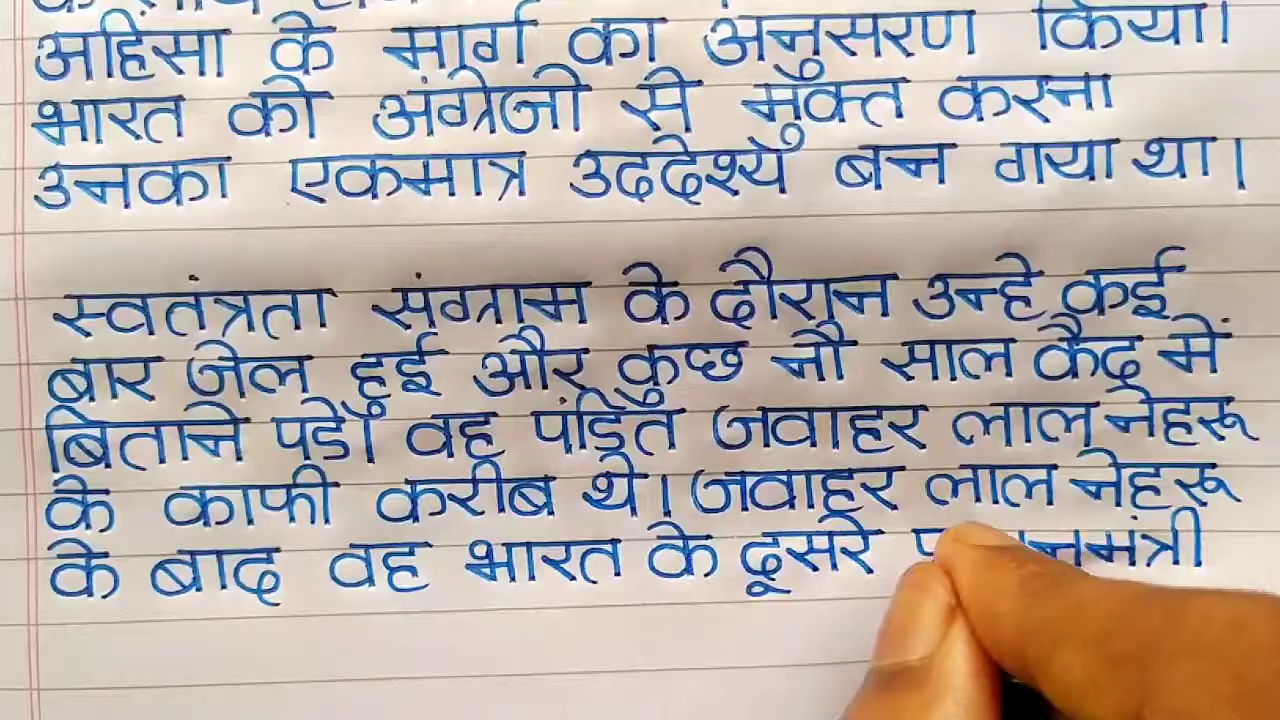 अहिंसा के मार्ग का अनुसरण किया।
भारत को अंग्रेजो से मुक्त करना
उनका एकमात्र उददेश्य बन गया था।
स्वतंत्रता संग्राम के दौरान उन्हे कई
बार जेल हुई और कुछ नौ साल कैद में
बिताने पडे। वह पंडित जवाहर लाल नेहरू
के काफी करीब थे। जवाहर लाल नेहरू
के बाद वह भारत के दूसरे